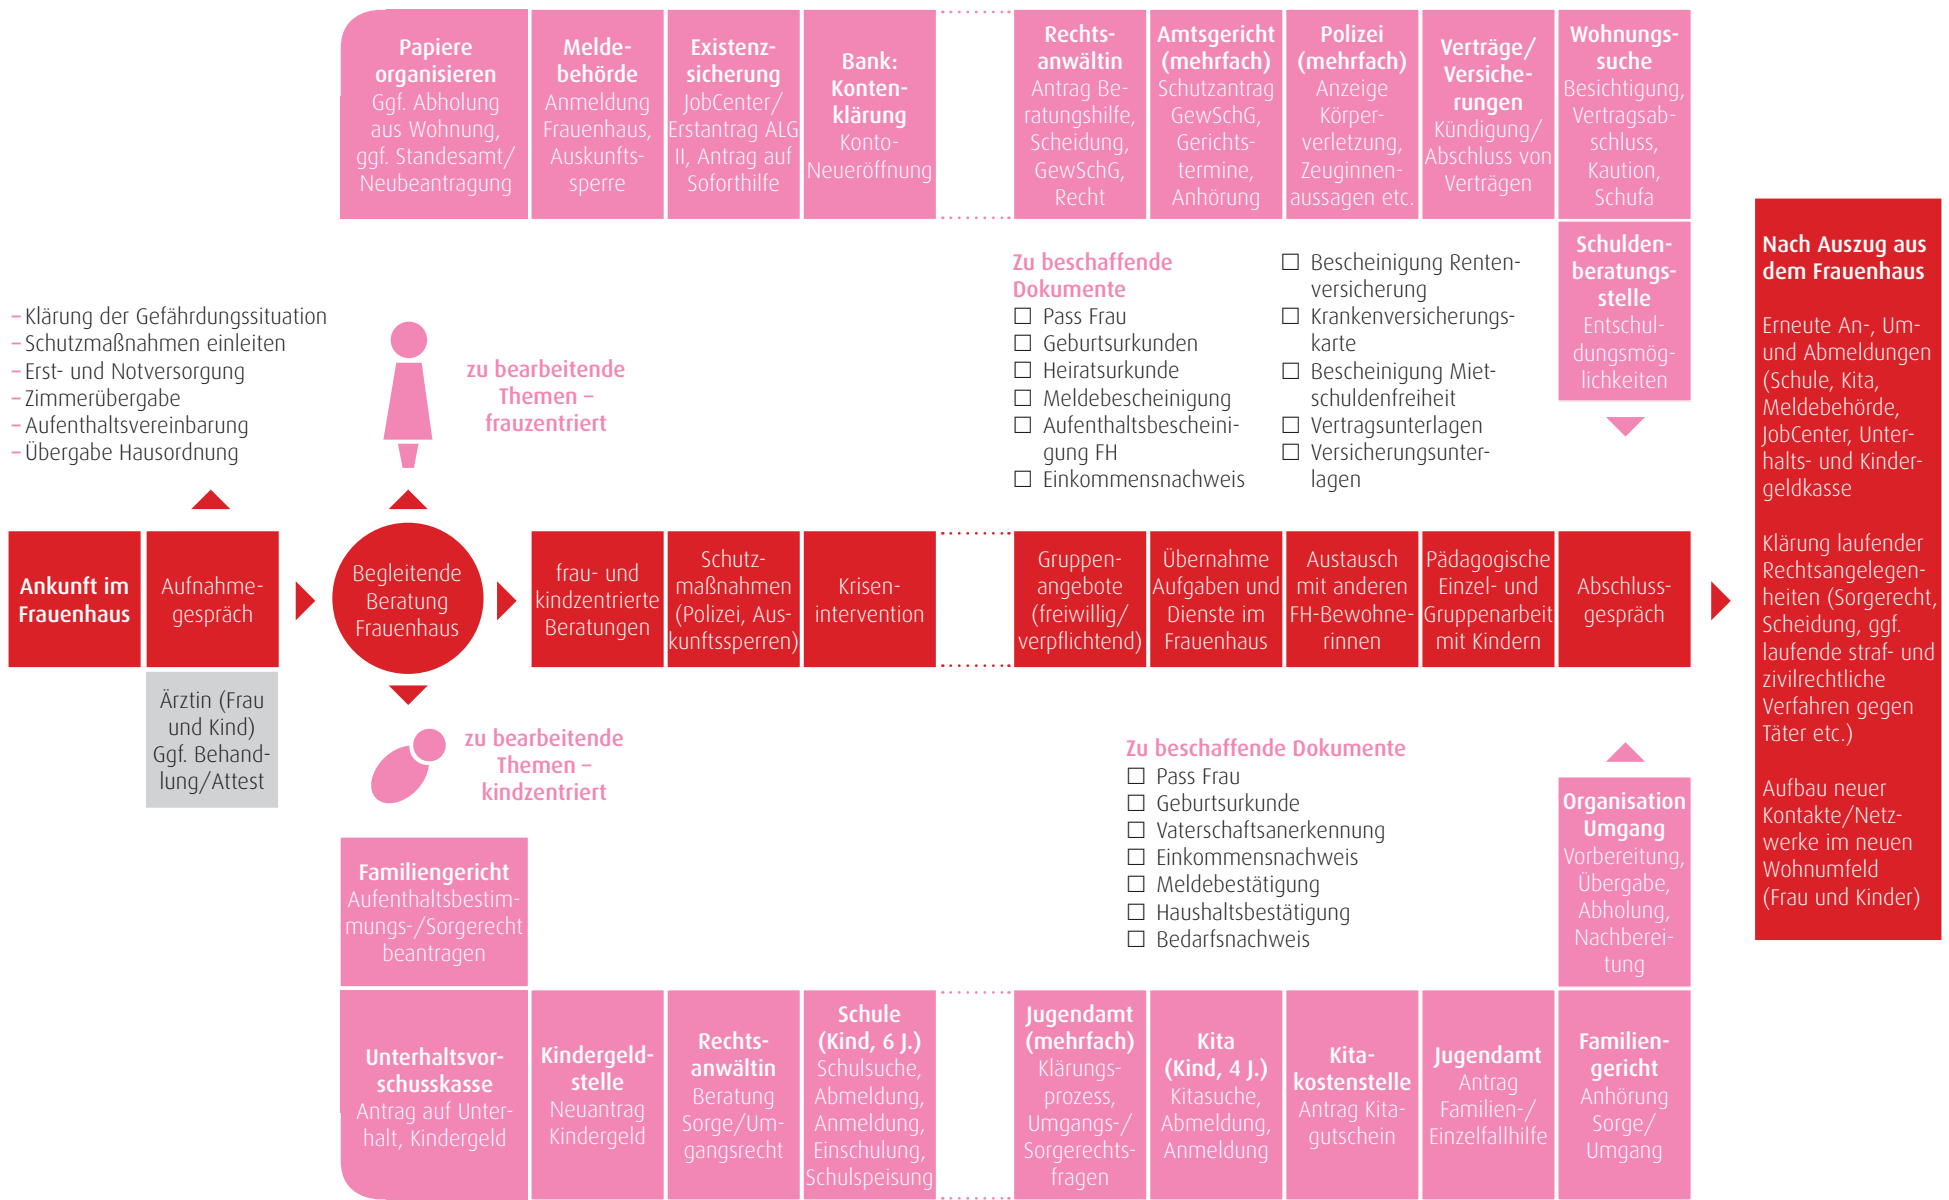 Papiere
organisieren
Ggf. Abholung
aus Wohnung,
ggf. Standesamt/
Neubeantragung
Melde-
behörde
Anmeldung
Frauenhaus,
Auskunfts-
sperre
Existenz-
sicherung
JobCenter/
Erstantrag ALG
II, Antrag auf
Soforthilfe
Bank:
Konten-
klärung
Konto-
Neueröffnung
Rechts-
anwältin
Antrag Be-
ratungshilfe,
Scheidung,
GewSchG,
Recht
Amtsgericht
(mehrfach)
Schutzantrag
GewSchG,
Gerichts-
termine,
Anhörung
Polizei
(mehrfach)
Anzeige
Körper-
verletzung,
Zeuginnen-
aussagen etc.
Verträge/
Versiche-
rungen
Kündigung/
Abschluss von
Verträgen
Wohnungs-
suche
Besichtigung,
Vertragsab-
schluss,
Kaution,
Schufa
Schulden-
beratungs-
stelle
Entschul-
dungsmög-
lichkeiten
– Klärung der Gefährdungssituation
– Schutzmaßnahmen einleiten
– Erst- und Notversorgung
– Zimmerübergabe
– Aufenthaltsvereinbarung
– Übergabe Hausordnung
zu bearbeitende
Themen –
frauzentriert
Zu beschaffende
Dokumente
☐ Pass Frau
☐ Geburtsurkunden
☐ Heiratsurkunde
☐ Meldebescheinigung
☐ Aufenthaltsbescheini-
gung FH
☐ Einkommensnachweis
☐ Bescheinigung Renten-
versicherung
☐ Krankenversicherungs-
karte
☐ Bescheinigung Miet-
schuldenfreiheit
☐ Vertragsunterlagen
☐ Versicherungsunter-
lagen
Ankunft im
Frauenhaus
Aufnahme-
gespräch
Ärztin (Frau
und Kind)
Ggf. Behand-
lung/Attest
Begleitende
Beratung
Frauenhaus
frau- und
kindzentrierte
Beratungen
Schutz-
maßnahmen
(Polizei, Aus-
kunftssperren)
Krisen-
intervention
Gruppen-
angebote
(freiwillig/
verpflichtend)
Übernahme
Aufgaben und
Dienste im
Frauenhaus
Austausch
mit anderen
FH-Bewohne-
rinnen
Pädagogische
Einzel- und
Gruppenarbeit
mit Kindern
Abschluss-
gespräch
Nach Auszug aus
dem Frauenhaus
Erneute An-, Um-
und Abmeldungen
(Schule, Kita,
Meldebehörde,
JobCenter, Unter-
halts- und Kinder-
geldkasse
Klärung laufender
Rechtsangelegen-
heiten (Sorgerecht,
Scheidung, ggf.
laufende straf- und
zivilrechtliche
Verfahren gegen
Täter etc.)
Aufbau neuer
Kontakte/Netz-
werke im neuen
Wohnumfeld
(Frau und Kinder)
zu bearbeitende
Themen –
kindzentriert
Zu beschaffende Dokumente
☐ Pass Frau
☐ Geburtsurkunde
☐ Vaterschaftsanerkennung
☐ Einkommensnachweis
☐ Meldebestätigung
☐ Haushaltsbestätigung
☐ Bedarfsnachweis
Organisation
Umgang
Vorbereitung,
Übergabe,
Abholung,
Nachberei-
tung
Familiengericht
Aufenthaltsbestim-
mungs-/Sorgerecht
beantragen
Unterhaltsvor-
schusskasse
Antrag auf Unter-
halt, Kindergeld
Kindergeld-
stelle
Neuantrag
Kindergeld
Rechts-
anwältin
Beratung
Sorge/Um-
gangsrecht
Schule
(Kind, 6 J.)
Schulsuche,
Abmeldung,
Anmeldung,
Einschulung,
Schulspeisung
Jugendamt
(mehrfach)
Klärungs-
prozess,
Umgangs-/
Sorgerechts-
fragen
Kita
(Kind, 4 J.)
Kitasuche,
Abmeldung,
Anmeldung
Kita-
kostenstelle
Antrag Kita-
gutschein
Jugendamt
Antrag
Familien-/
Einzelfallhilfe
Familien-
gericht
Anhörung
Sorge/
Umgang